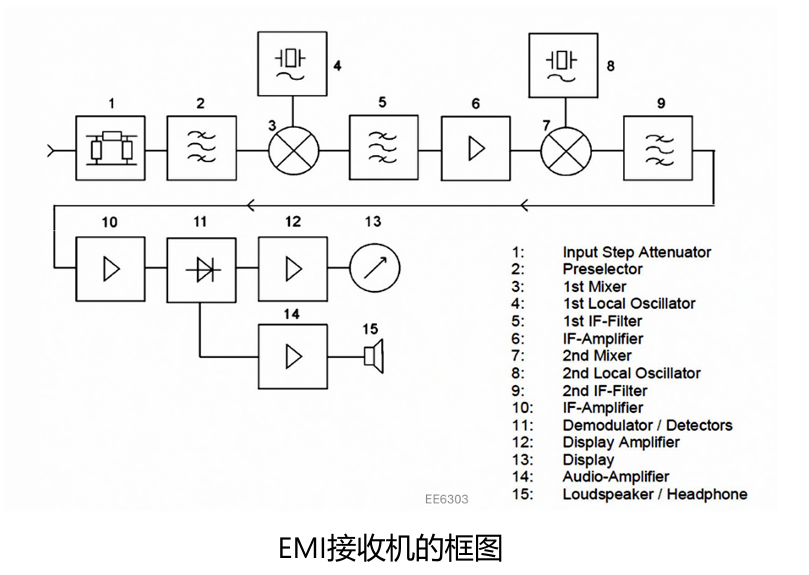 4
8
1
2
3
5
6
7
9
10
11
12
13
14
15
1: Input Step Attenuator
2: Preselector
3: 1st Mixer
4: 1st Local Oscillator
5: 1st IF-Filter
6: IF-Amplifier
7: 2nd Mixer
8: 2nd Local Oscillator
9: 2nd IF-Filter
10: IF-Amplifier
11: Demodulator / Detectors
12: Display Amplifier
13: Display
14: Audio-Amplifier
15: Loudspeaker / Headphone
EE6303
EMI接收机的框图